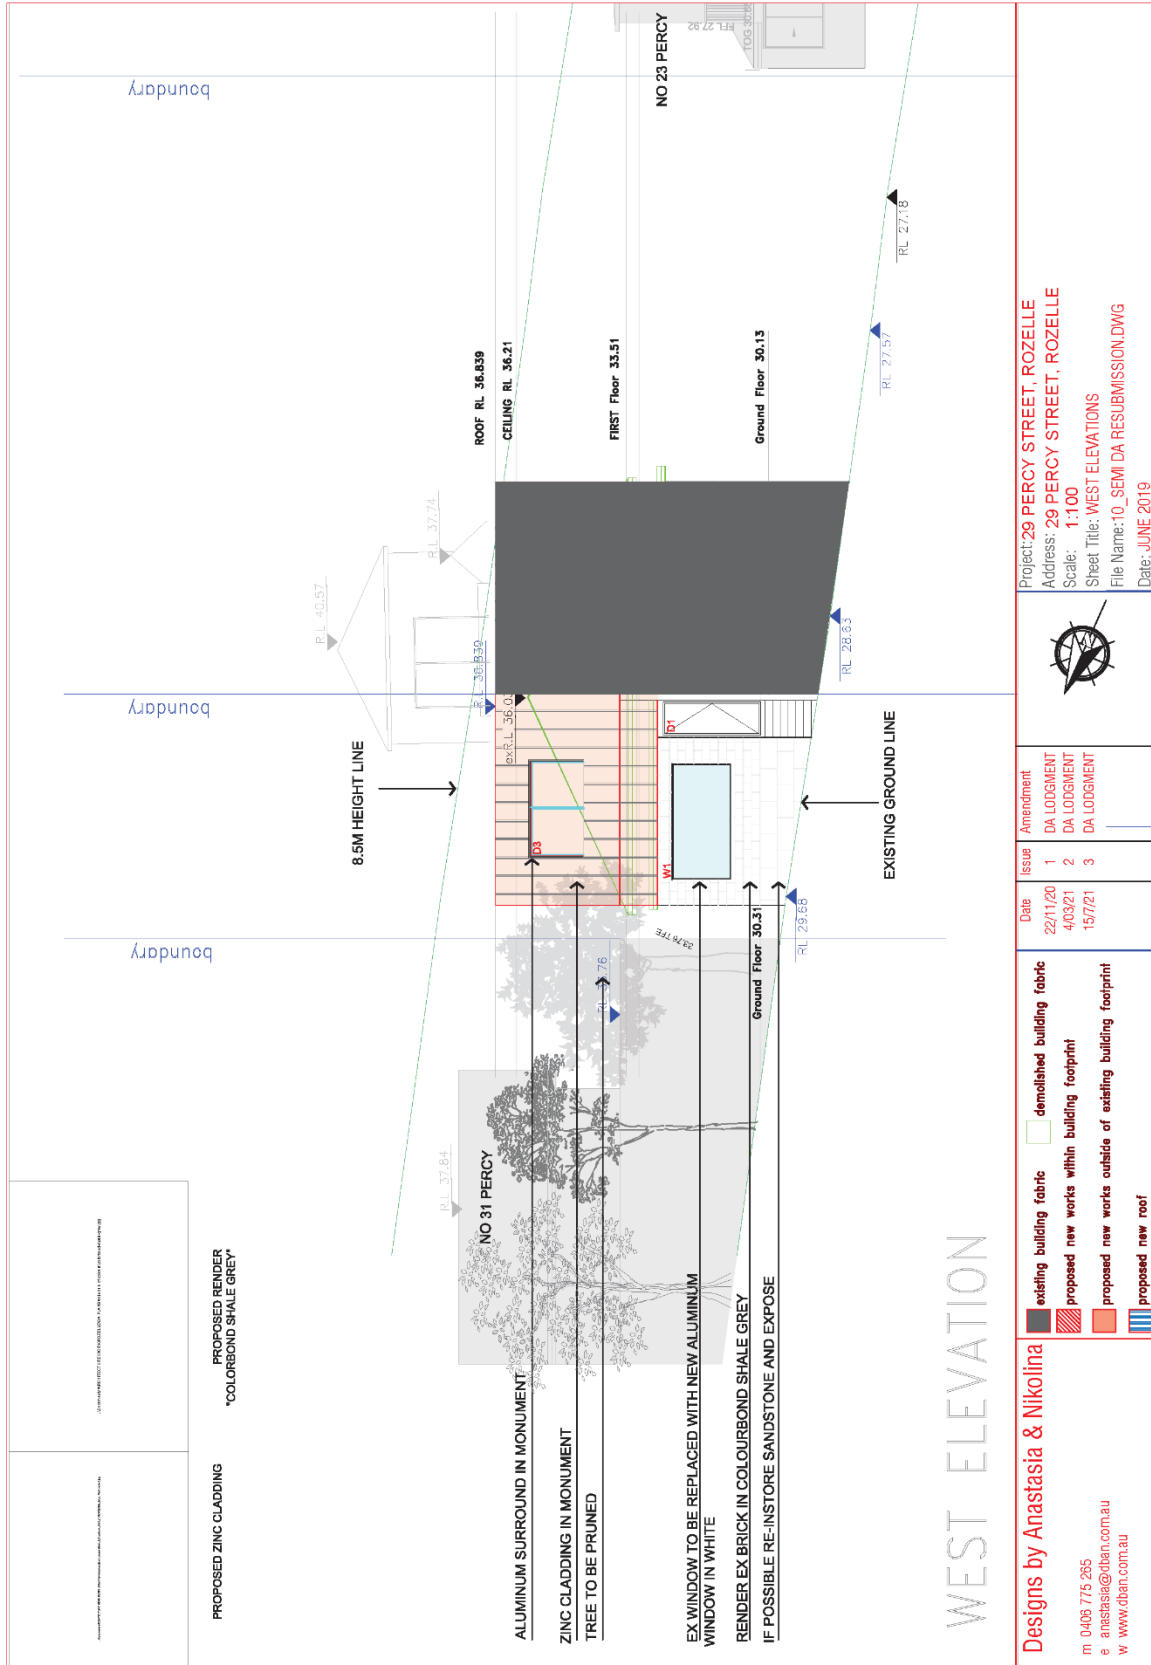 PROPOSED ZINC CLADDING
PROPOSED RENDER
"COLORBOND SHALE GREY"
boundary
boundary
boundary
8.5M HEIGHT LINE
R.L 40.57
R.L 37.74
R.L 37.84
NO 31 PERCY
NO 23 PERCY
FFL 27.92
R.L 36.839
exR.L 36.03
ROOF RL 36.839
CEILING RL 36.21
FIRST Floor 33.51
Ground Floor 30.13
D3
D1
W1
33.76 TFE
Ground Floor 30.31
RL 29.68
RL 28.63
RL 27.57
RL 27.18
EXISTING GROUND LINE
ALUMINUM SURROUND IN MONUMENT
ZINC CLADDING IN MONUMENT
TREE TO BE PRUNED
EX WINDOW TO BE REPLACED WITH NEW ALUMINUM
WINDOW IN WHITE
RENDER EX BRICK IN COLOURBOND SHALE GREY
IF POSSIBLE RE-INSTORE SANDSTONE AND EXPOSE
WEST ELEVATION
Designs by Anastasia & Nikolina
m 0406 775 265
e anastasia@dban.com.au
w www.dban.com.au
existing building fabric
demolished building fabric
proposed new works within building footprint
proposed new works outside of existing building footprint
proposed new roof
Date Issue Amendment
22/11/20 1 DA LODGMENT
4/03/21 2 DA LODGMENT
15/7/21 3 DA LODGMENT
Project: 29 PERCY STREET, ROZELLE
Address: 29 PERCY STREET, ROZELLE
Scale: 1:100
Sheet Title: WEST ELEVATIONS
File Name: 10_SEMI DA RESUBMISSION.DWG
Date: JUNE 2019